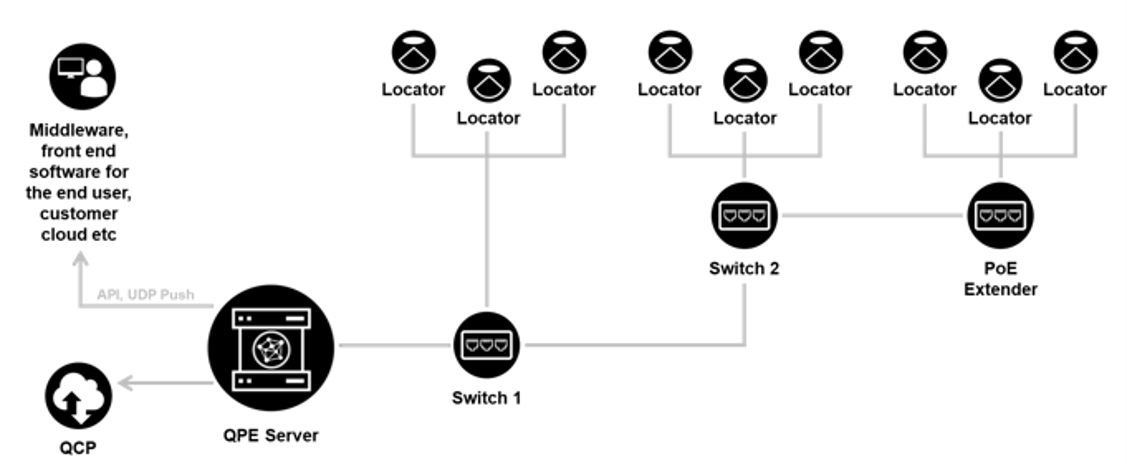 Locator
Locator
Locator
Locator
Locator
Locator
Locator
Locator
Locator
Middleware,
front end
software for
the end user,
customer
cloud etc
API, UDP Push
Switch 2
PoE
Extender
Switch 1
QPE Server
QCP